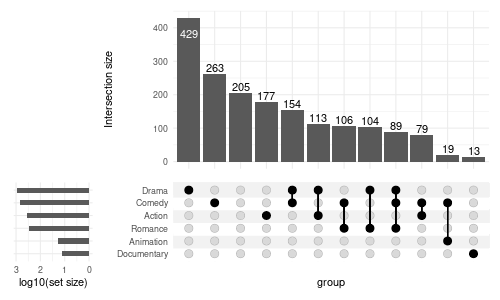 400
300
200
100
0
Intersection size
429
263
205
177
154
113
106
104
89
79
19
13
Drama
Comedy
Action
Romance
Animation
Documentary
3 2 1 0
log10(set size)
group